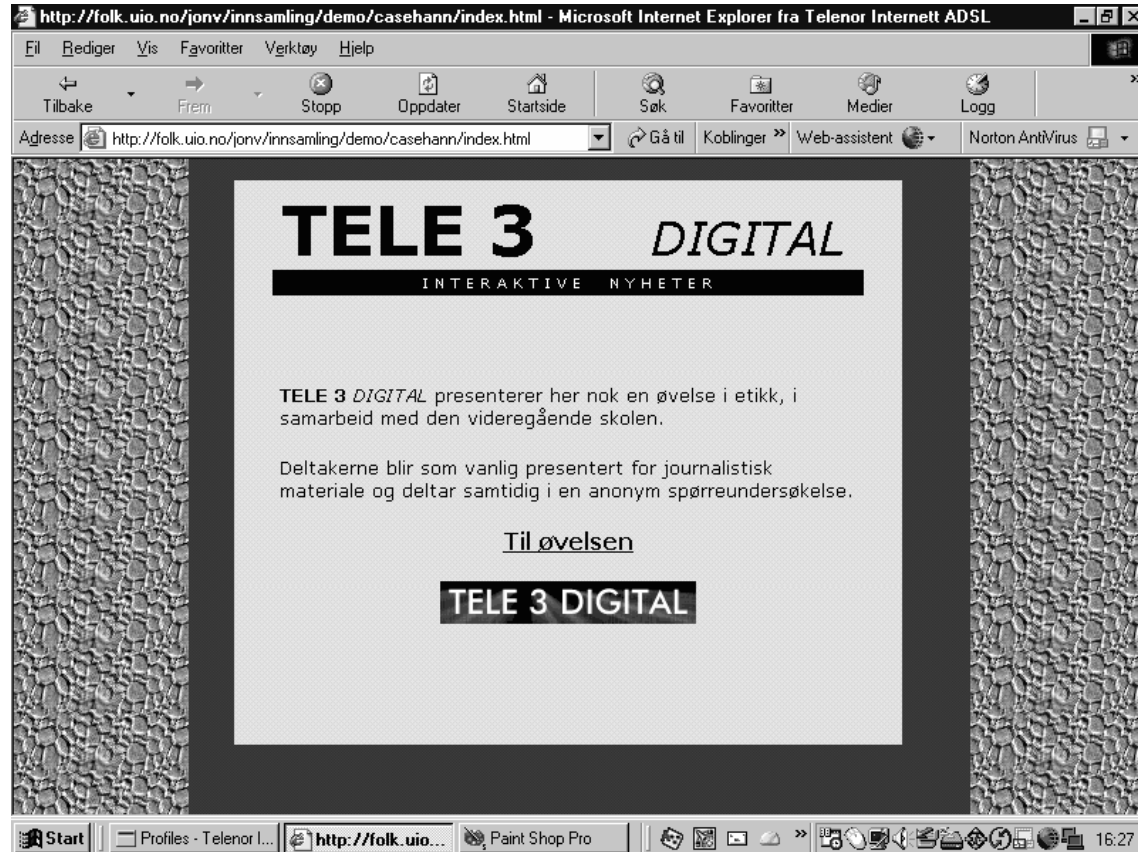 http://folk.uio.no/jonv/innsamling/demo/casehann/index.html - Microsoft Internet Explorer fra Telenor Internett ADSL
Fil Rediger Vis Favoritter Verktøy Hjelp
Tilbake Frem Stopp Oppdater Startside Søk Favoritter Medier Logg »
Adresse http://folk.uio.no/jonv/innsamling/demo/casehann/index.html Gå til Koblinger » Web-assistent Norton AntiVirus
TELE 3 DIGITAL
INTERAKTIVE NYHETER
TELE 3 DIGITAL presenterer her nok en øvelse i etikk, i
samarbeid med den videregående skolen.
Deltakerne blir som vanlig presentert for journalistisk
materiale og deltar samtidig i en anonym spørreundersøkelse.
Til øvelsen
TELE 3 DIGITAL
Start Profiles - Telenor I... http://folk.uio... Paint Shop Pro » 16:27